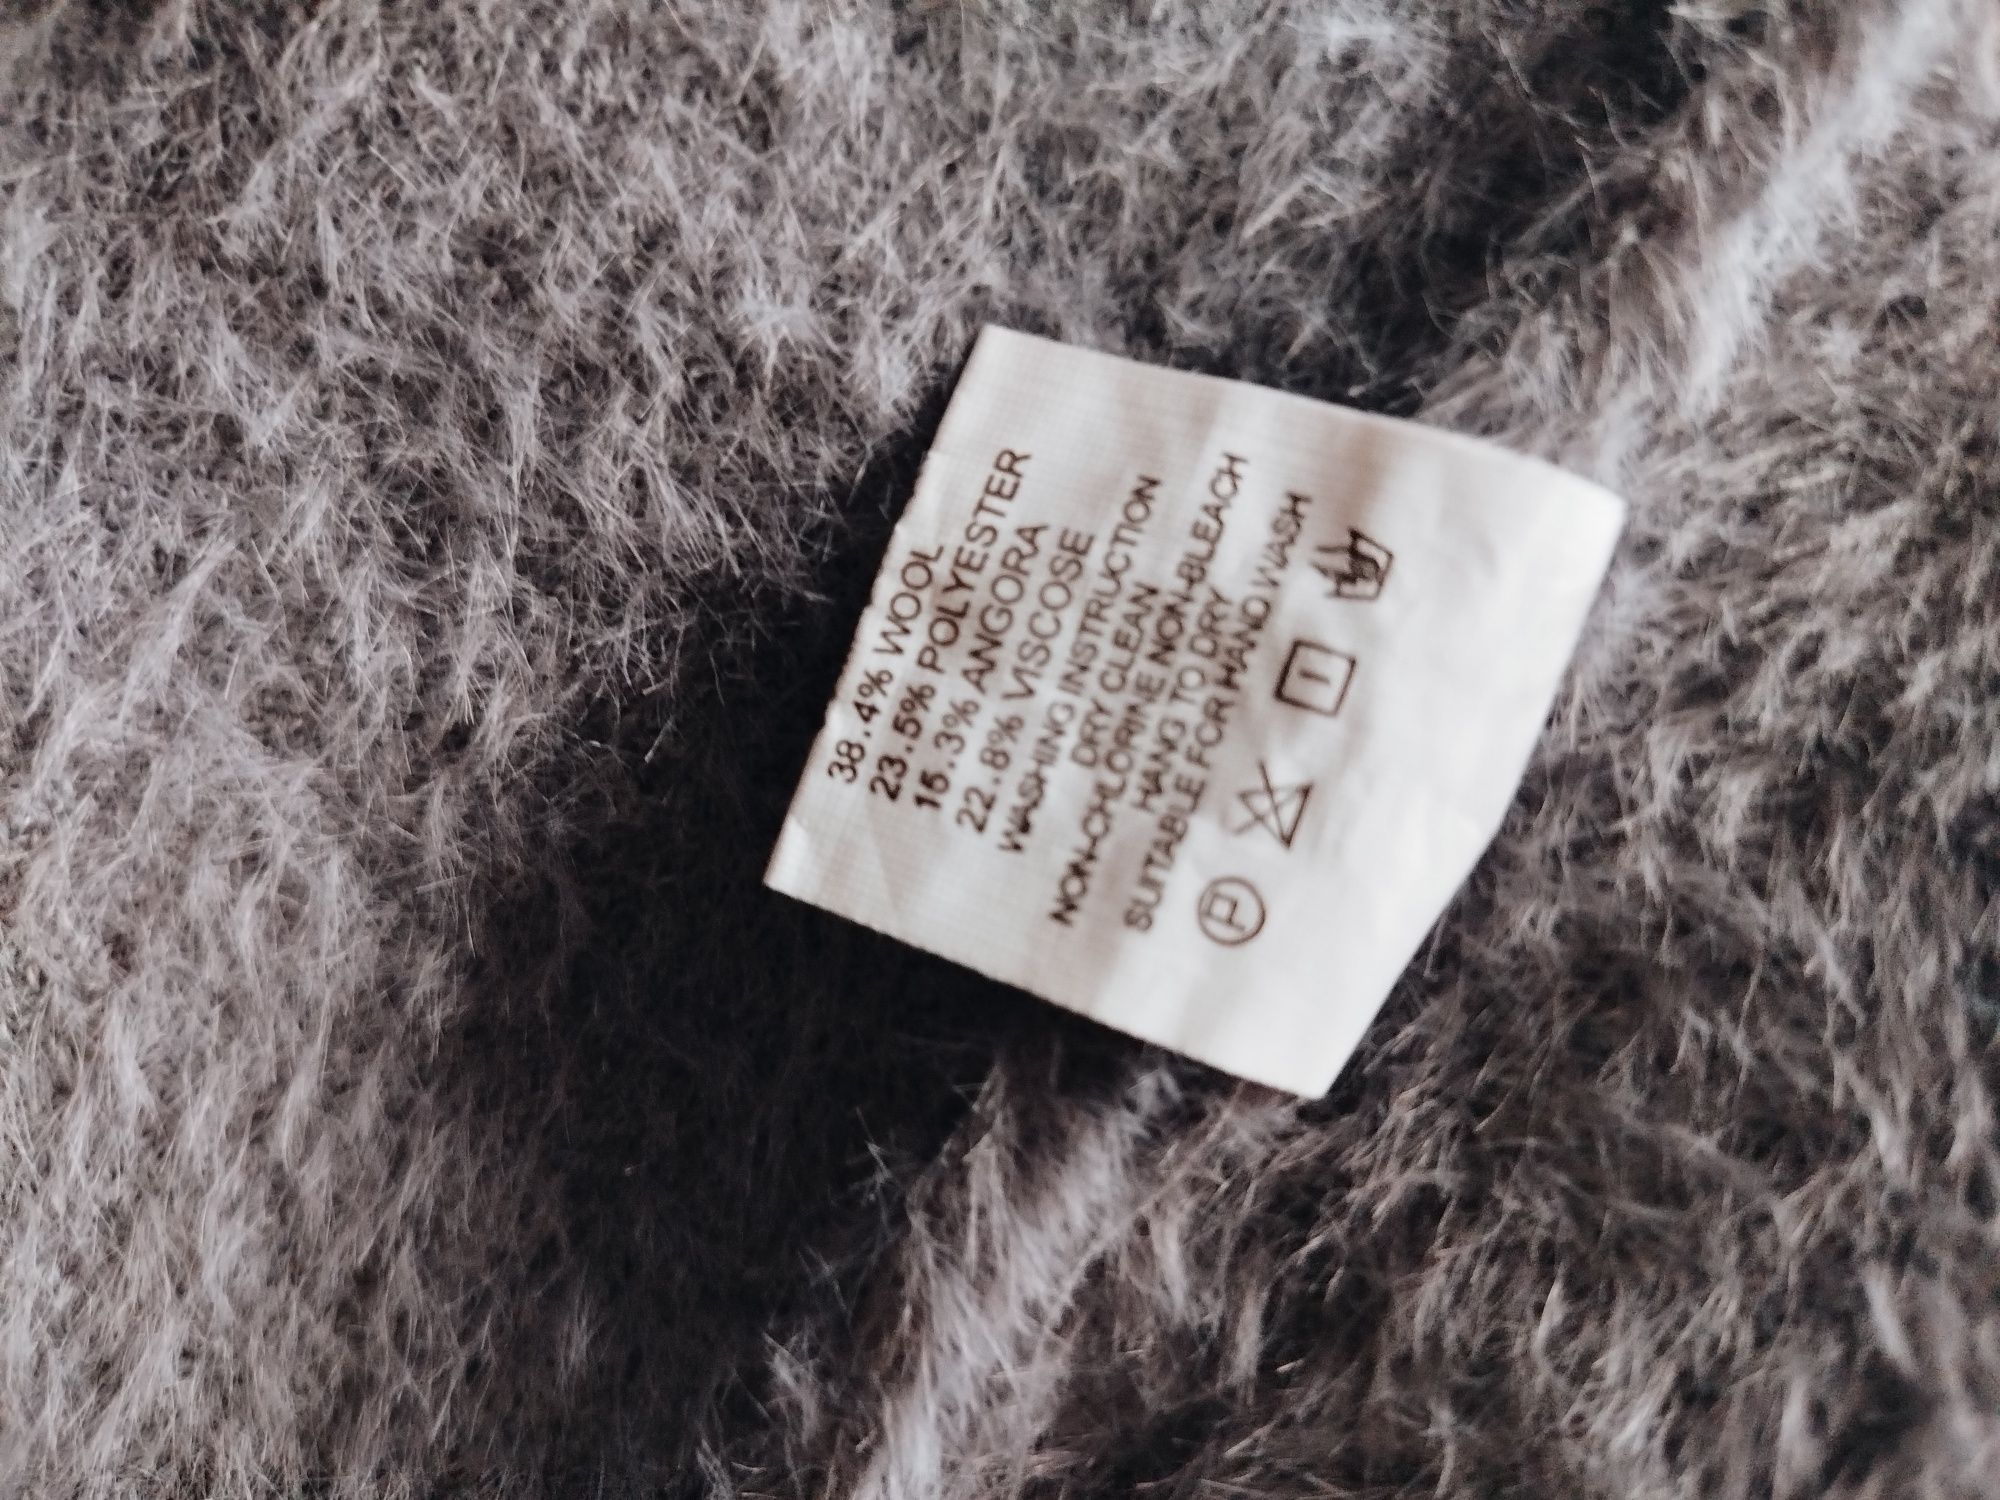 38.4% WOOL
23.5% POLYESTER
15.3% ANGORA
22.8% VISCOSE
WASHING INSTRUCTION
DRY CLEAN
NON-CHLORINE NON-BLEACH
HANG TO DRY
SUITABLE FOR HAND WASH
P